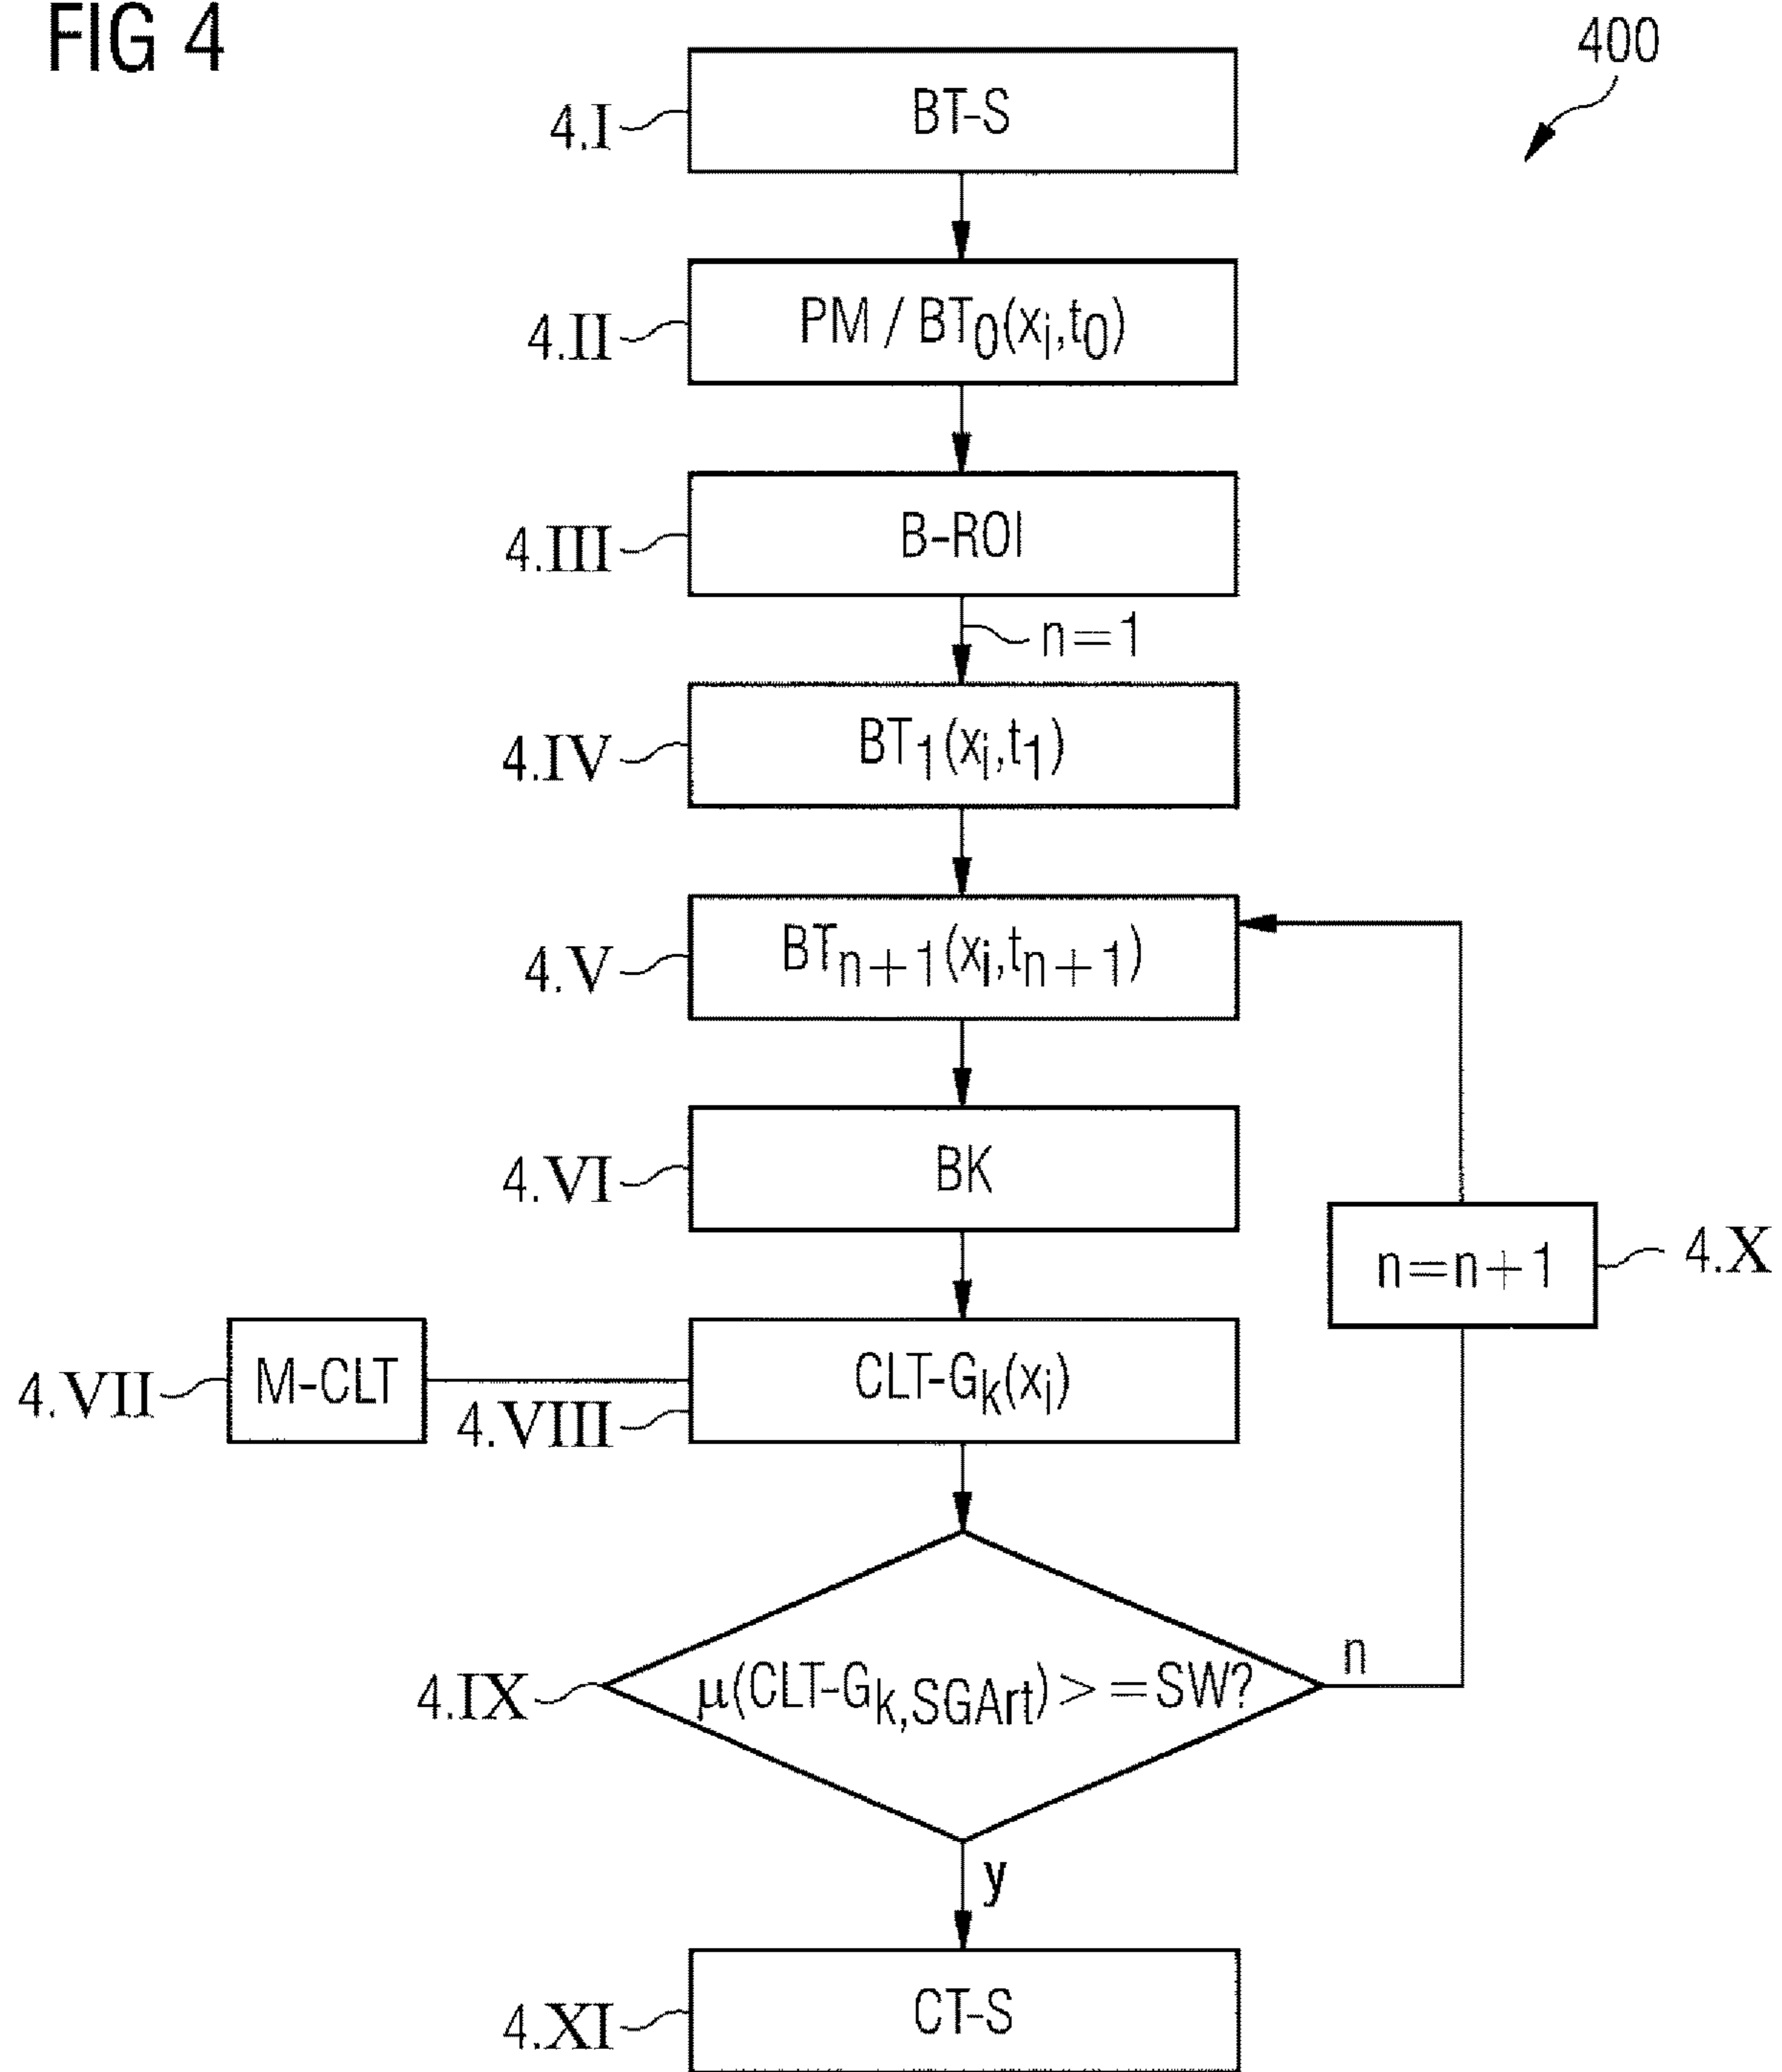 FIG 4
400
4.I
BT-S
4.II
PM / BT0(xi,t0)
4.III
B-ROI
n=1
4.IV
BT1(xi,t1)
4.V
BTn+1(xi,tn+1)
4.VI
BK
n=n+1
4.X
4.VII
M-CLT
4.VIII
CLT-Gk(xi)
4.IX
μ(CLT-Gk,SGArt)>=SW?
n
y
4.XI
CT-S